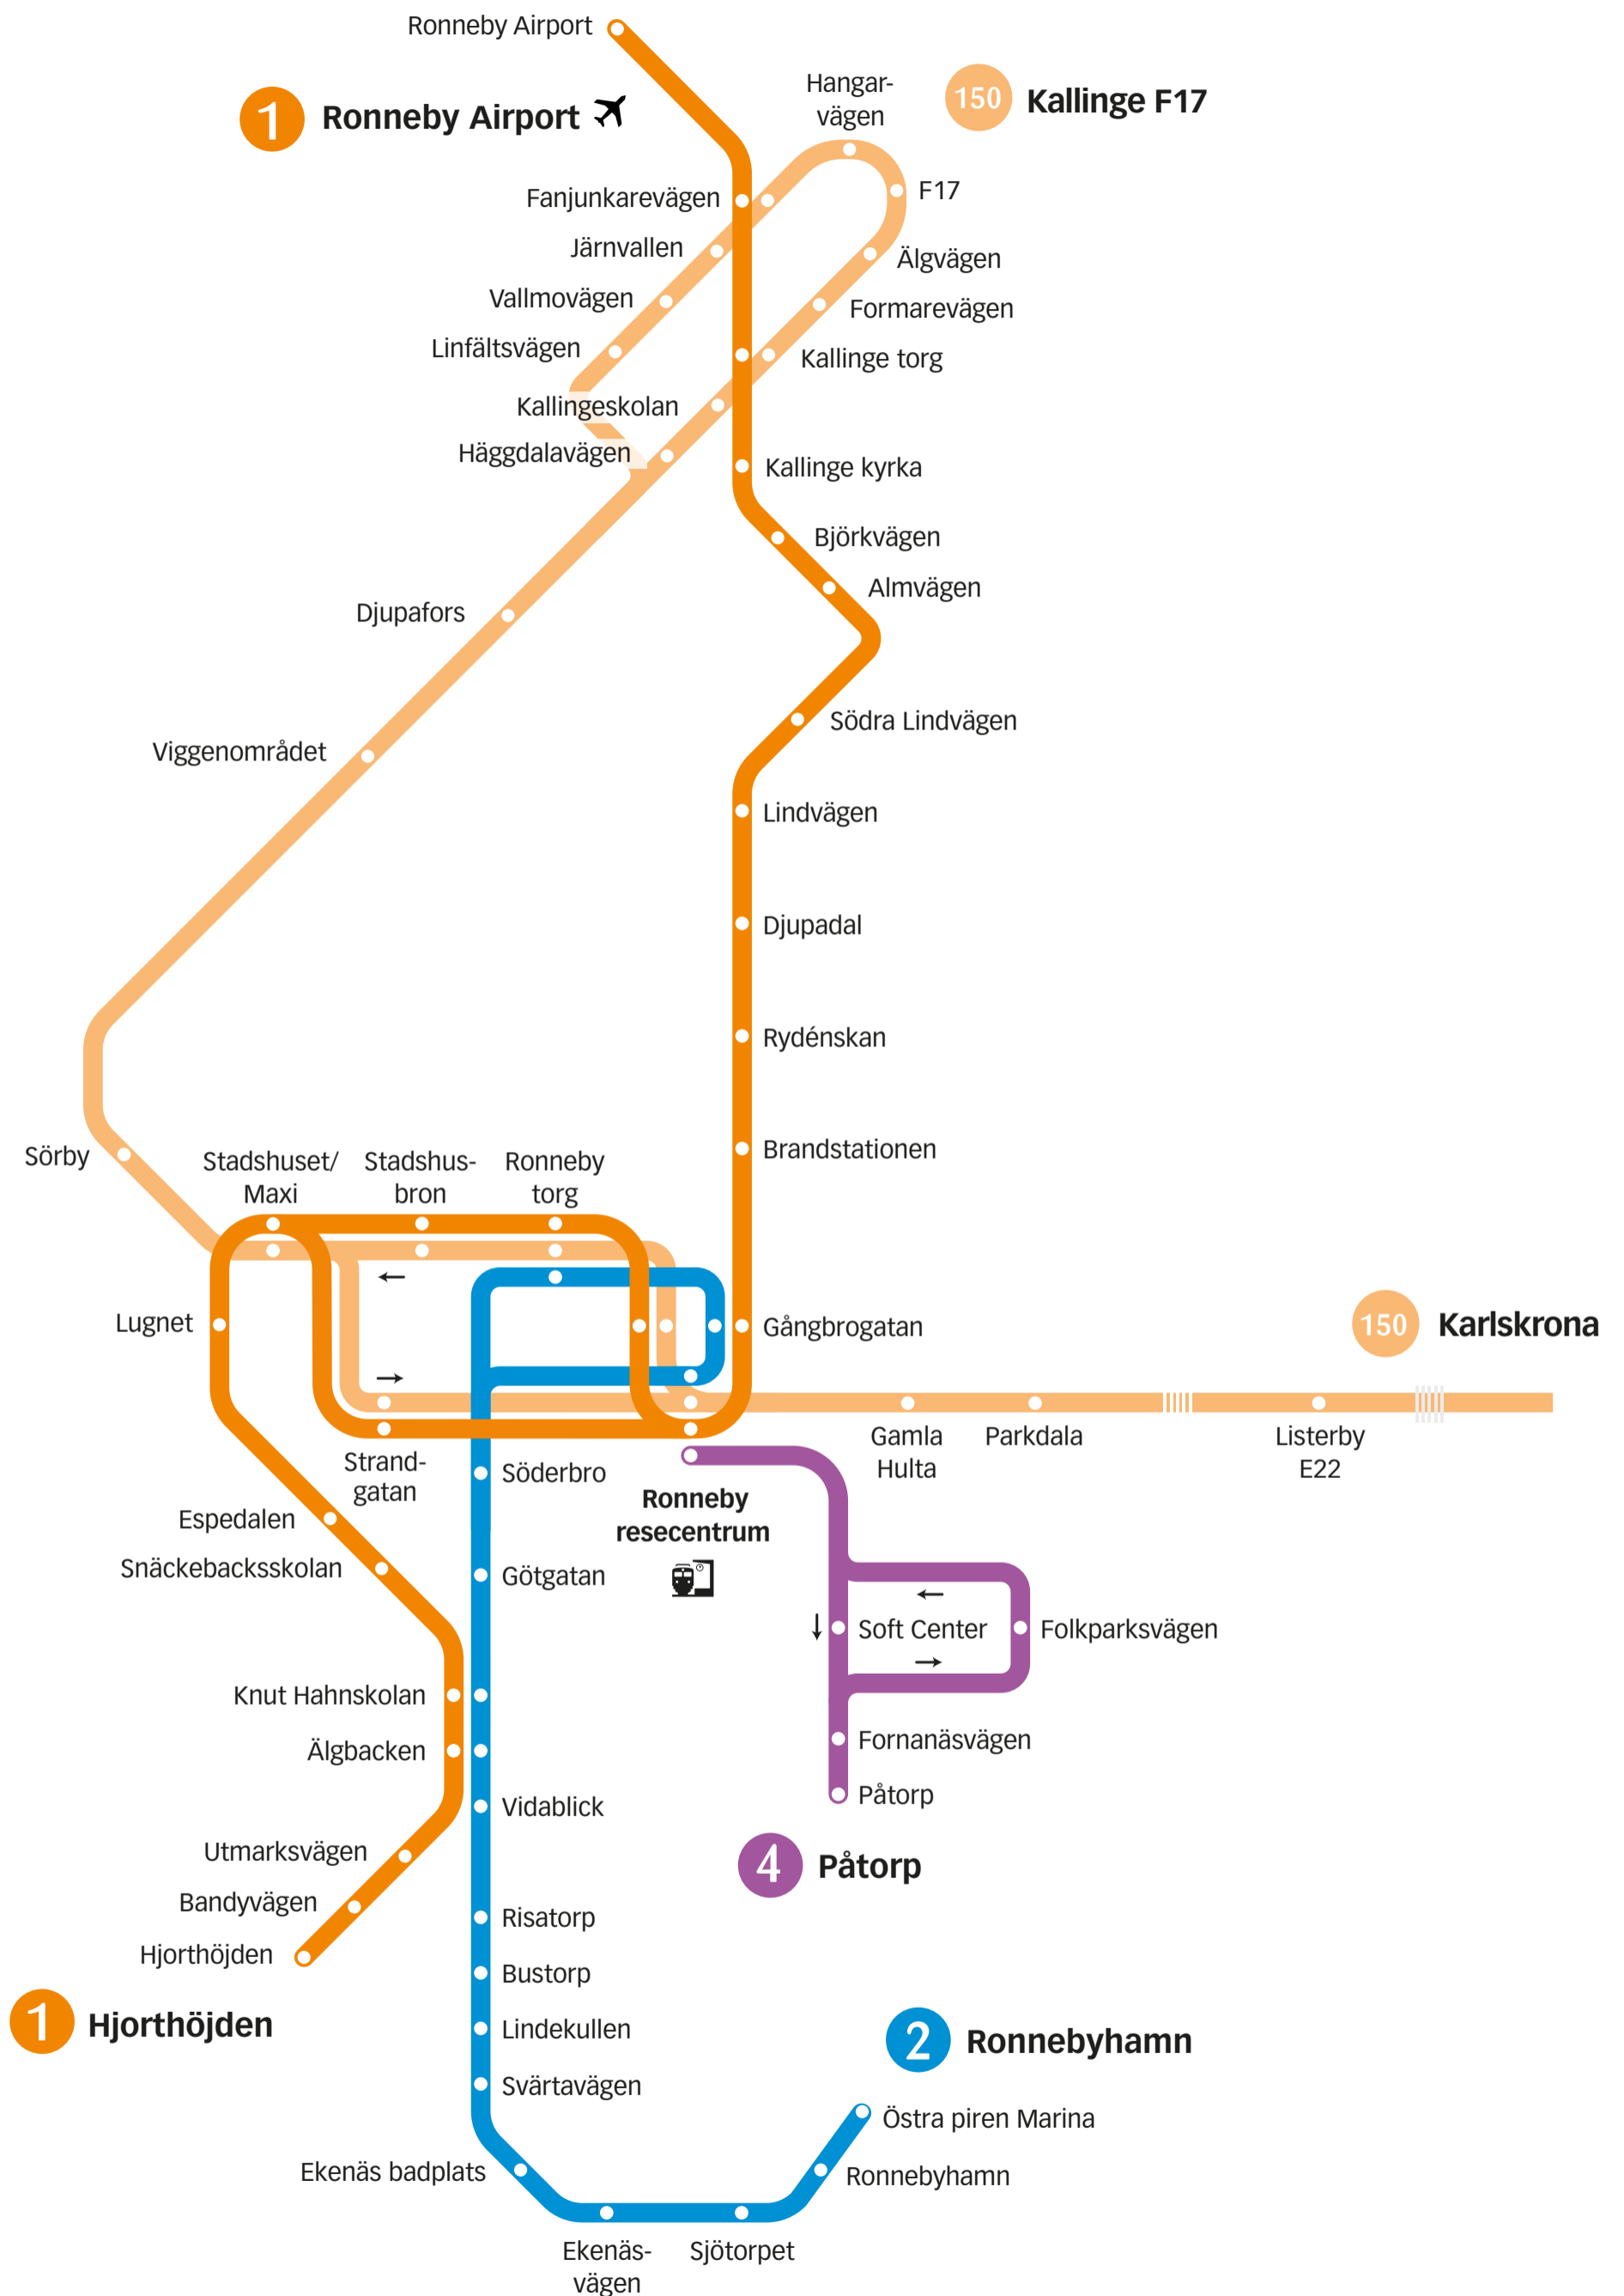 Ronneby Airport
1 Ronneby Airport
Hangar-
vägen
150 Kallinge F17
Fanjunkarevägen
F17
Järnvallen
Älgvägen
Vallmovägen
Formarevägen
Linfältsvägen
Kallinge torg
Kallingeskolan
Häggdalavägen
Kallinge kyrka
Björkvägen
Almvägen
Djupafors
Södra Lindvägen
Viggenområdet
Lindvägen
Djupadal
Rydénskan
Brandstationen
Sörby
Stadshuset/
Maxi
Stadshus-
bron
Ronneby
torg
Lugnet
Gångbrogatan
150 Karlskrona
Strand-
gatan
Söderbro
Ronneby
resecentrum
Gamla
Hulta
Parkdala
Listerby
E22
Espedalen
Snäckebacksskolan
Götgatan
Soft Center
Folkparksvägen
Knut Hahnskolan
Älgbacken
Fornanäsvägen
Påtorp
Vidablick
4 Påtorp
Utmarksvägen
Bandyvägen
Hjorthöjden
Risatorp
Bustorp
1 Hjorthöjden
Lindekullen
2 Ronnebyhamn
Svärtavägen
Östra piren Marina
Ekenäs badplats
Ronnebyhamn
Ekenäs-
vägen
Sjötorpet